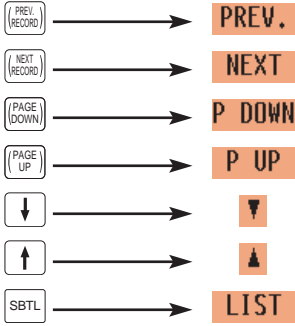 (PREV. RECORD) PREV.
(NEXT RECORD) NEXT
(PAGE DOWN) P DOWN
(PAGE UP) P UP
SBTL LIST